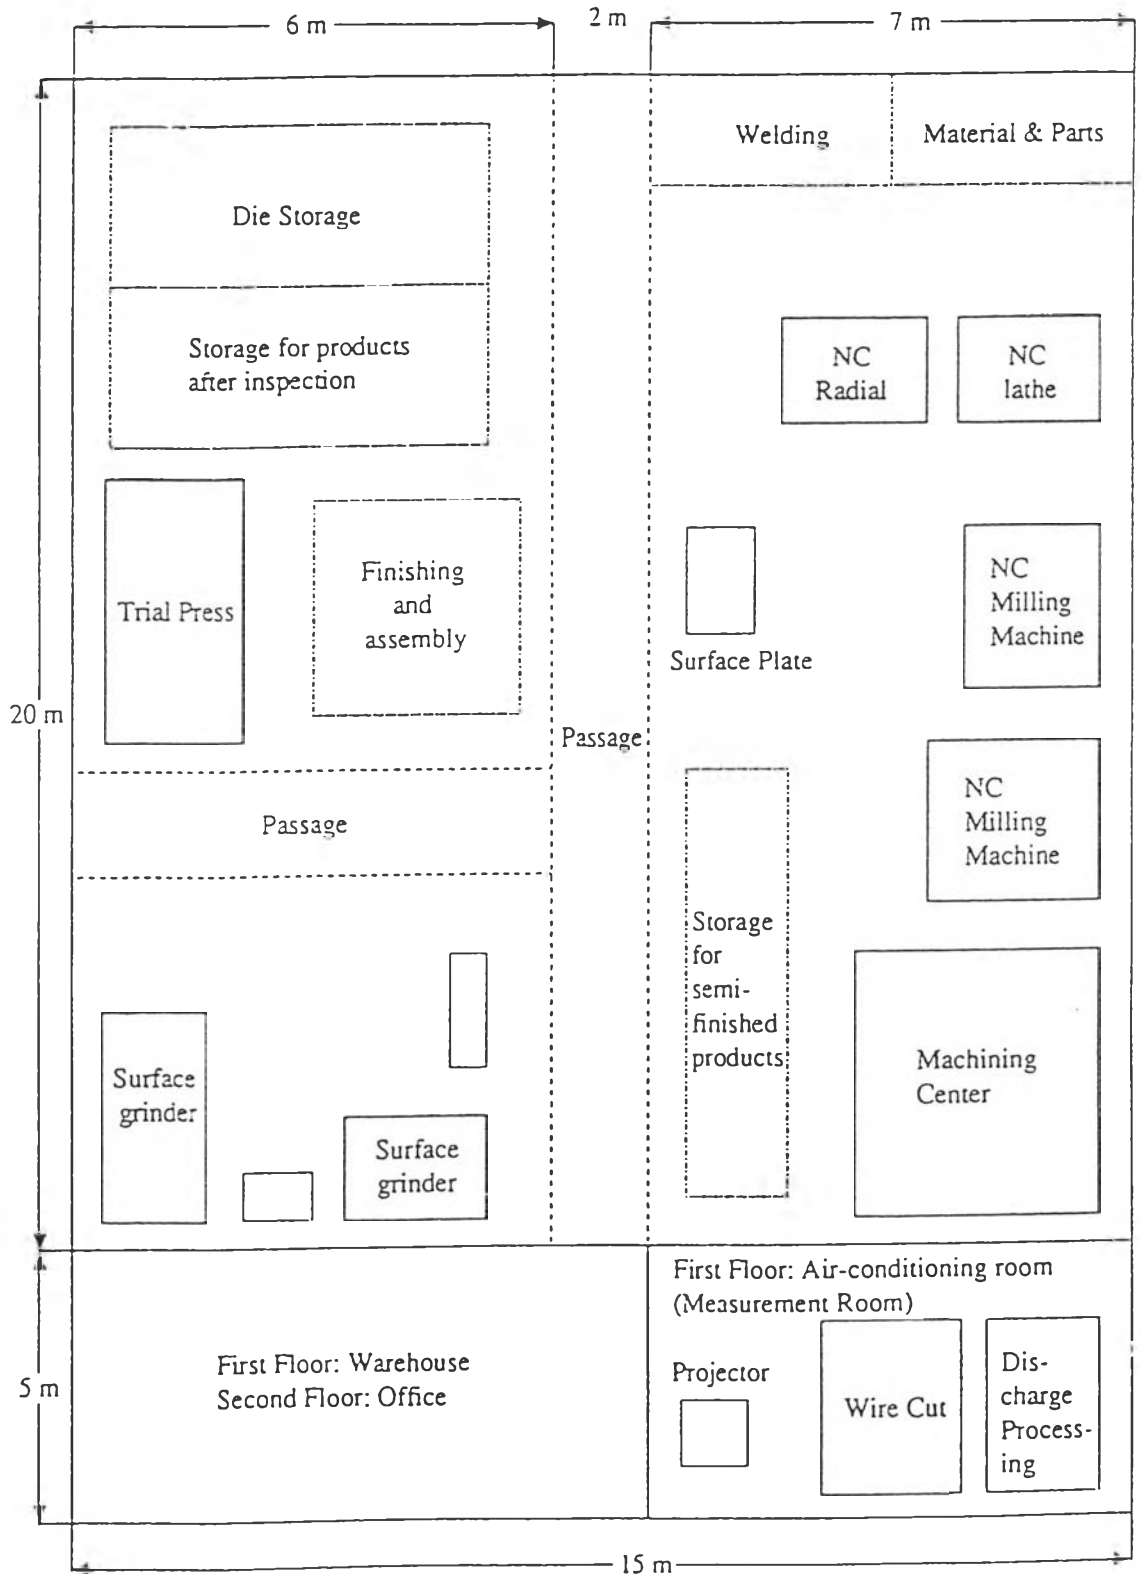 6 m
2 m
7 m
Welding
Material & Parts
Die Storage
Storage for products
after inspection
NC
Radial
NC
lathe
Trial Press
Finishing
and
assembly
Surface Plate
NC
Milling
Machine
20 m
Passage
Passage
NC
Milling
Machine
Storage
for
semi-
finished
products
Surface
grinder
Surface
grinder
Machining
Center
First Floor: Air-conditioning room
(Measurement Room)
5 m
First Floor: Warehouse
Second Floor: Office
Projector
Wire Cut
Dis-
charge
Process-
ing
15 m